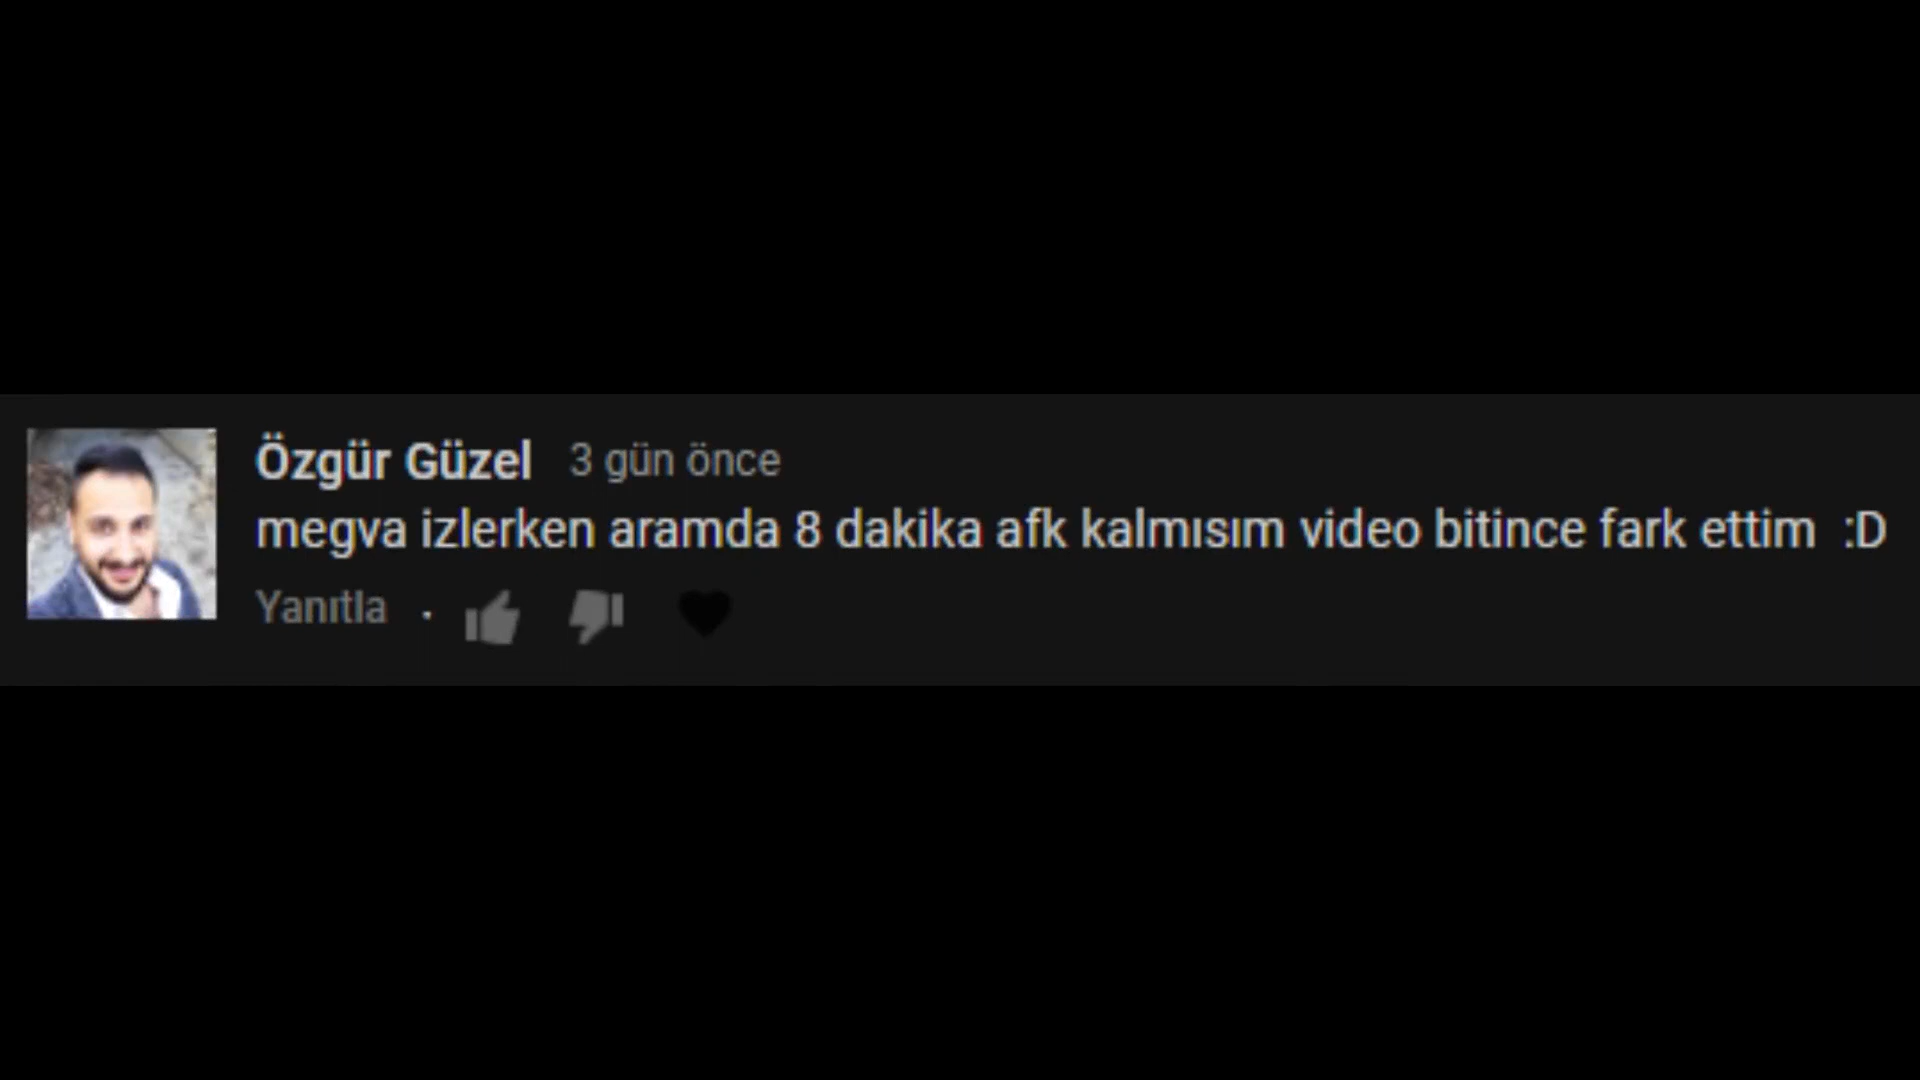 Özgür Güzel 3 gün önce
megva izlerken aramda 8 dakika afk kalmısım video bitince fark ettim :D
Yanıtla ·